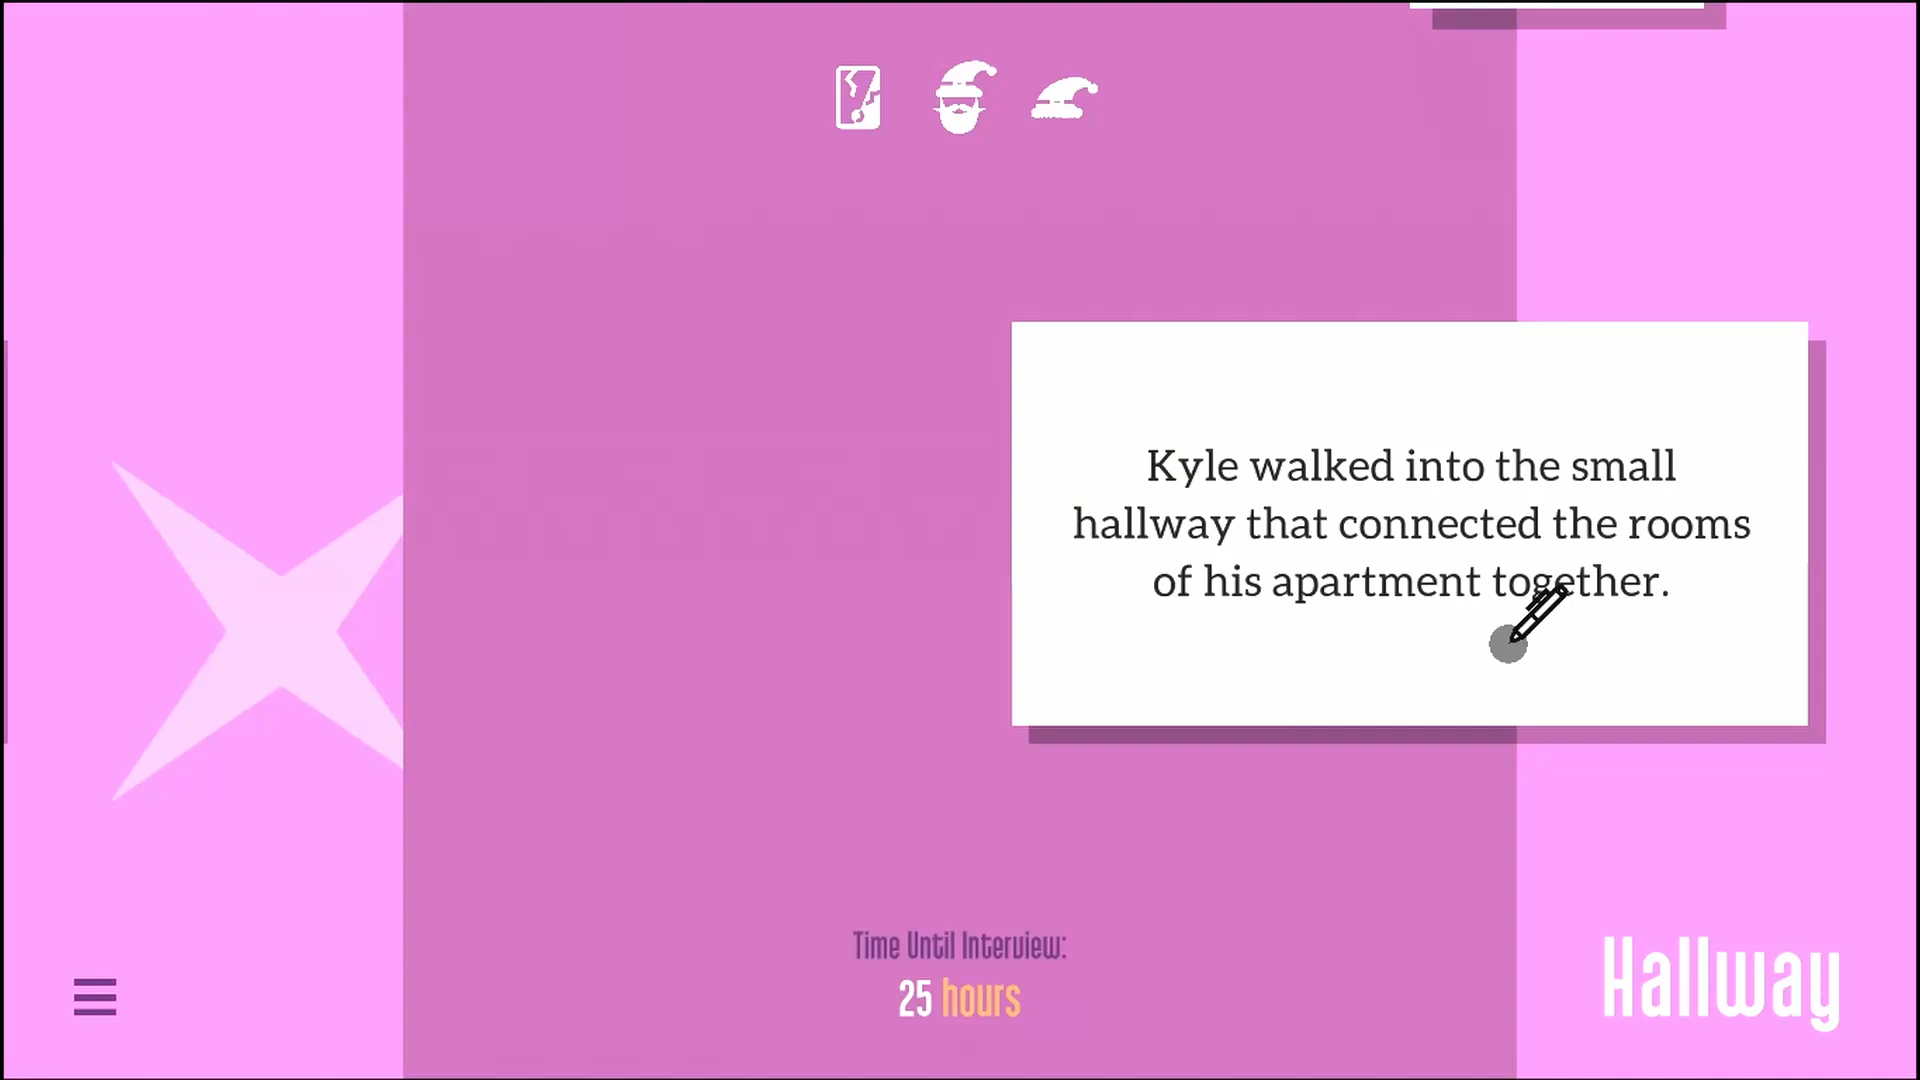 Kyle walked into the small
hallway that connected the rooms
of his apartment together.
Time Until Interview:
25 hours
Hallway